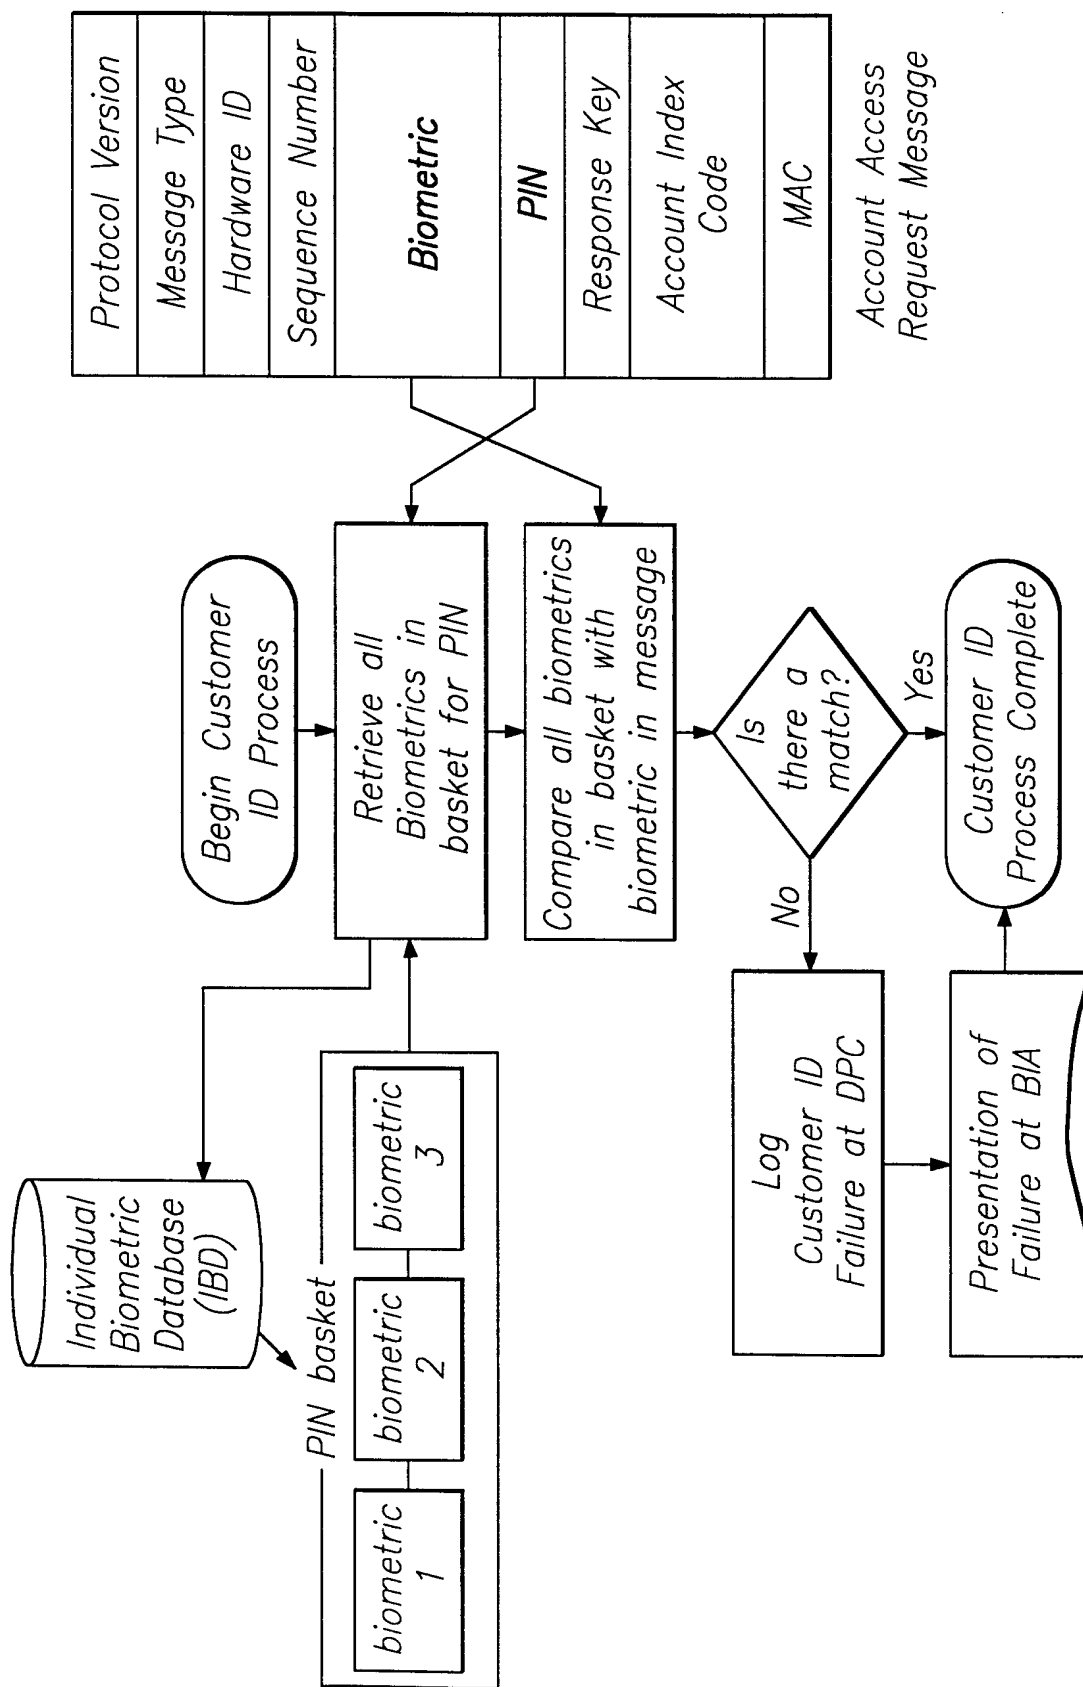 Individual
Biometric
Database
(IBD)
PIN basket
biometric
1
biometric
2
biometric
3
Begin Customer
ID Process
Retrieve all
Biometrics in
basket for PIN
Compare all biometrics
in basket with
biometric in message
Is
there a
match?
No
Yes
Log
Customer ID
Failure at DPC
Presentation of
Failure at BIA
Customer ID
Process Complete
Protocol Version
Message Type
Hardware ID
Sequence Number
Biometric
PIN
Response Key
Account Index
Code
MAC
Account Access
Request Message